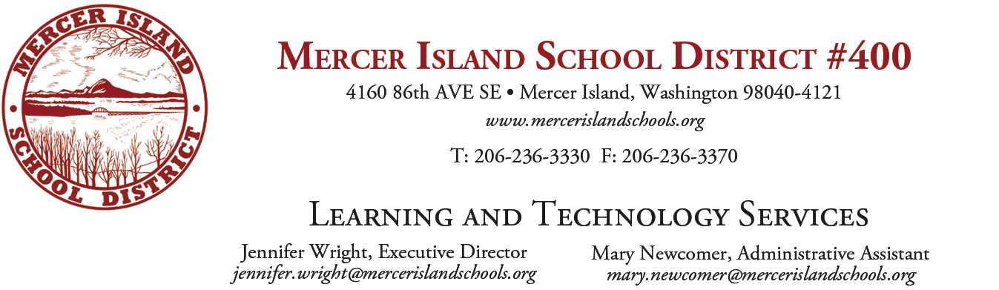 MERCER ISLAND
SCHOOL DISTRICT
MERCER ISLAND SCHOOL DISTRICT #400
4160 86th AVE SE • Mercer Island, Washington 98040-4121
www.mercerislandschools.org
T: 206-236-3330 F: 206-236-3370
LEARNING AND TECHNOLOGY SERVICES
Jennifer Wright, Executive Director
jennifer.wright@mercerislandschools.org
Mary Newcomer, Administrative Assistant
mary.newcomer@mercerislandschools.org